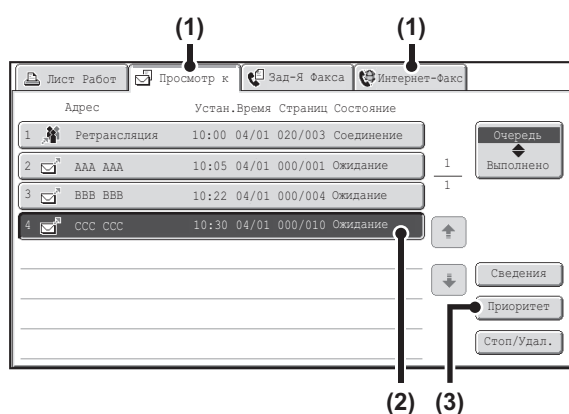 (1) (1)
Лист Работ Просмотр к Зад-Я Факса Интернет-Факс
Адрес Устан.Время Страниц Состояние
1 Ретрансляция 10:00 04/01 020/003 Соединение
Очередь
Выполнено
2 AAA AAA 10:05 04/01 000/001 Ожидание
1
1
3 BBB BBB 10:22 04/01 000/004 Ожидание
4 CCC CCC 10:30 04/01 000/010 Ожидание
Сведения
Приоритет
Стоп/Удал.
(2) (3)